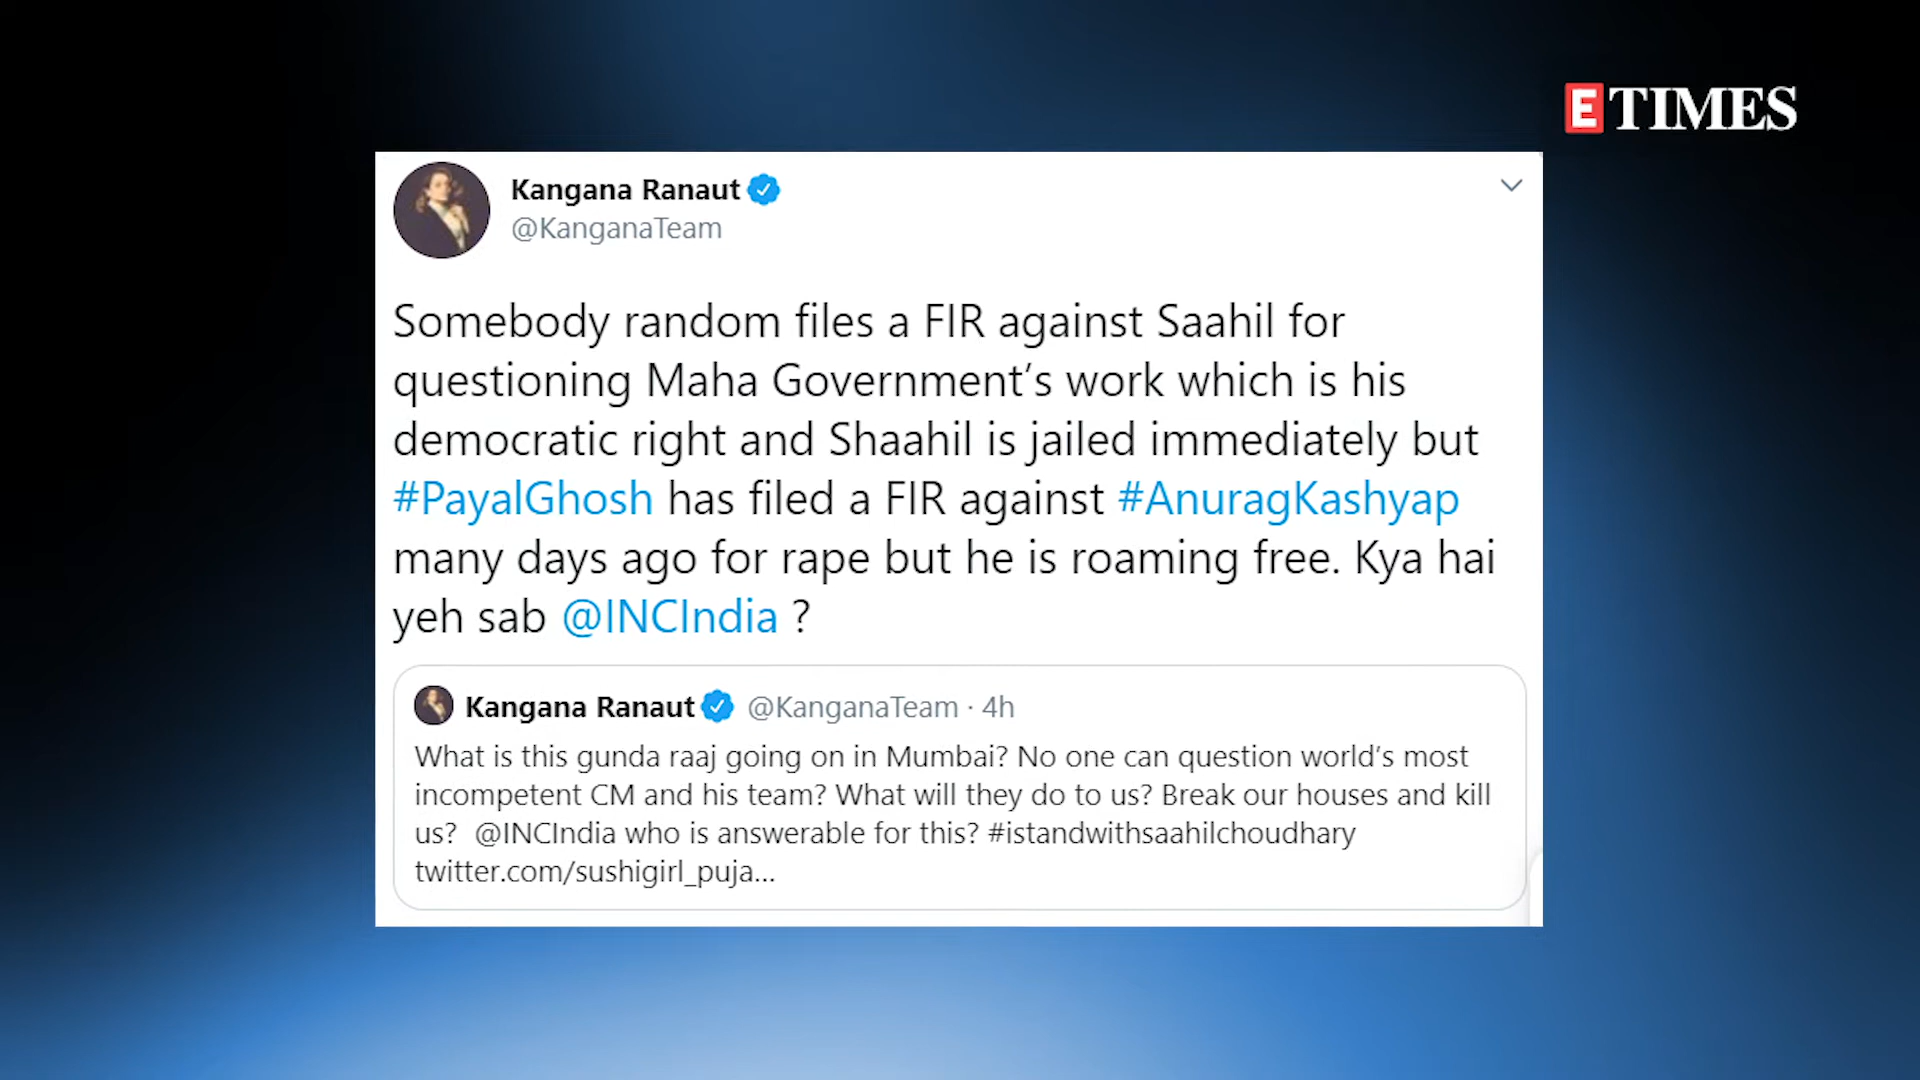 E TIMES
Kangana Ranaut
@KanganaTeam
Somebody random files a FIR against Saahil for
questioning Maha Government’s work which is his
democratic right and Shaahil is jailed immediately but
#PayalGhosh has filed a FIR against #AnuragKashyap
many days ago for rape but he is roaming free. Kya hai
yeh sab @INCIndia ?
Kangana Ranaut @KanganaTeam · 4h
What is this gunda raaj going on in Mumbai? No one can question world’s most
incompetent CM and his team? What will they do to us? Break our houses and kill
us? @INCIndia who is answerable for this? #istandwithsaahilchoudhary
twitter.com/sushigirl_puja...